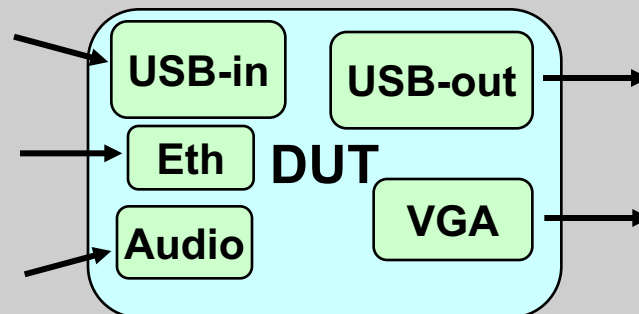 USB-in
USB-out
Eth
DUT
Audio
VGA